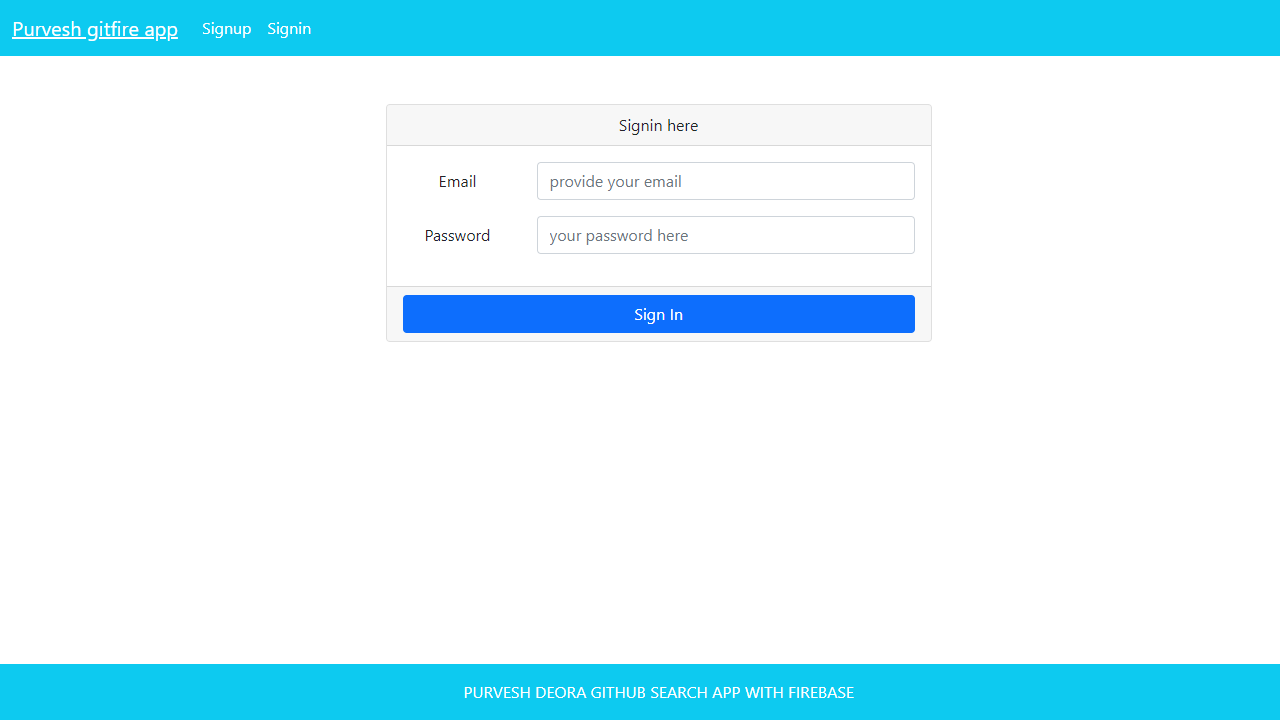 Purvesh gitfire app Signup Signin
Signin here
Email provide your email
Password your password here
Sign In
PURVESH DEORA GITHUB SEARCH APP WITH FIREBASE